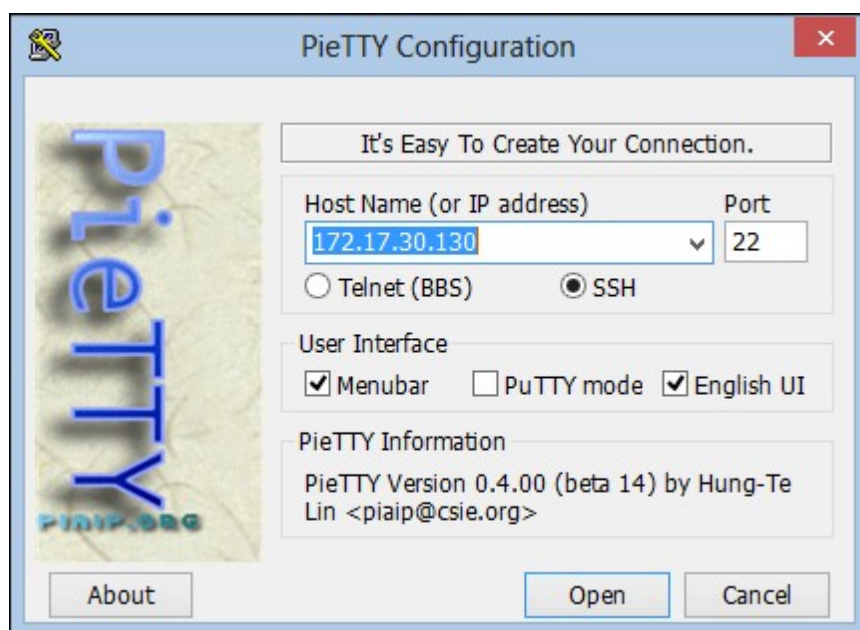 PieTTY Configuration
PieTTY
PIAIP.ORG
It's Easy To Create Your Connection.
Host Name (or IP address) Port
172.17.30.130 22
Telnet (BBS) SSH
User Interface
Menubar PuTTY mode English UI
PieTTY Information
PieTTY Version 0.4.00 (beta 14) by Hung-Te
Lin <piaip@csie.org>
About Open Cancel